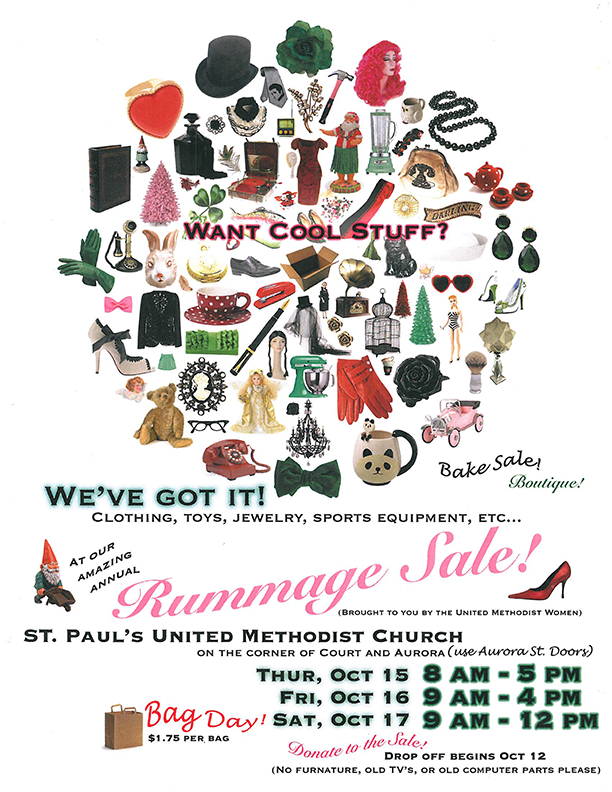 DARLING
WANT COOL STUFF?
Bake Sale!
Boutique!
WE'VE GOT IT!
CLOTHING, TOYS, JEWELRY, SPORTS EQUIPMENT, ETC...
AT OUR
AMAZING
ANNUAL
Rummage Sale!
(BROUGHT TO YOU BY THE UNITED METHODIST WOMEN)
ST. PAUL'S UNITED METHODIST CHURCH
ON THE CORNER OF COURT AND AURORA (use Aurora St. Doors)
THUR, OCT 15 8 AM - 5 PM
FRI, OCT 16 9 AM - 4 PM
Bag Day! SAT, OCT 17 9 AM - 12 PM
$1.75 PER BAG
Donate to the Sale!
DROP OFF BEGINS OCT 12
(NO FURNATURE, OLD TV'S, OR OLD COMPUTER PARTS PLEASE)